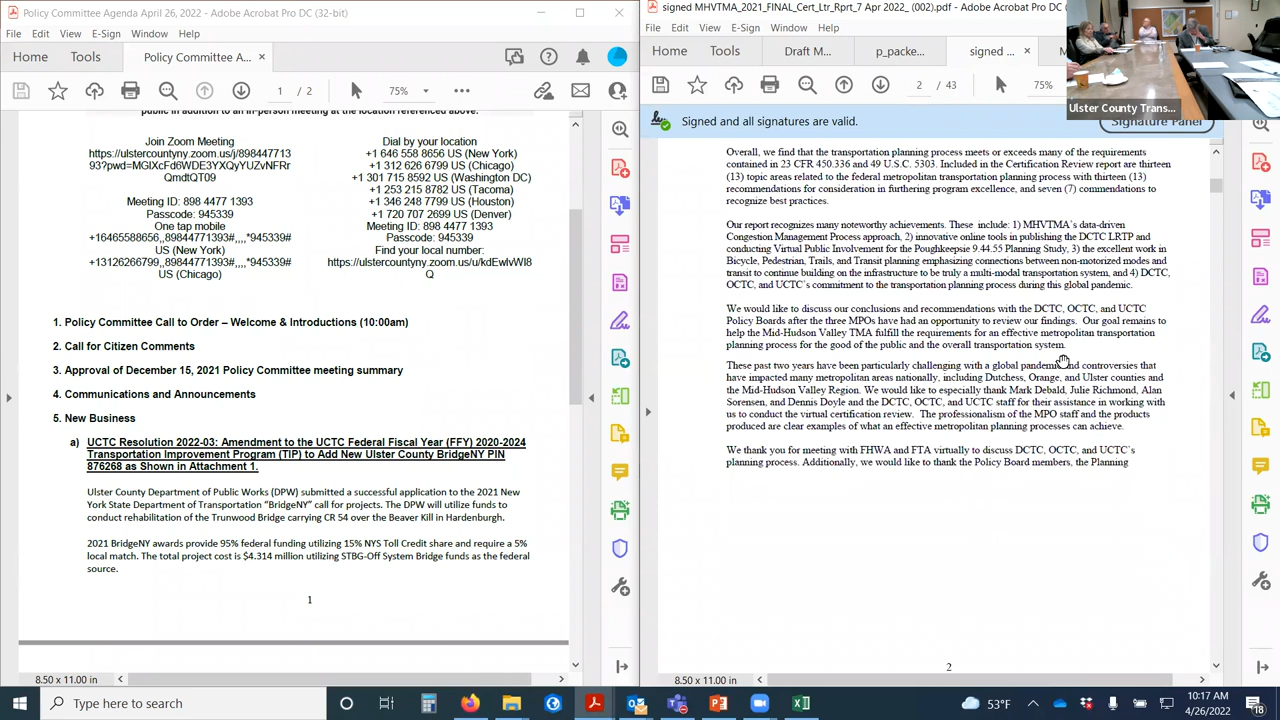 Policy Committee Agenda April 26, 2022 - Adobe Acrobat Pro DC (32-bit)
File Edit View E-Sign Window Help
Home Tools Policy Committee A...
1 / 2
75%
public in addition to an in-person meeting at the location referenced above.
Join Zoom Meeting
https://ulstercountyny.zoom.us/j/898447713
93?pwd=MGlXcFd6WDE3YXQyYUZvNFRr
QmdtQT09
Meeting ID: 898 4477 1393
Passcode: 945339
One tap mobile
+16465588656,,89844771393#,,,,*945339#
US (New York)
+13126266799,,89844771393#,,,,*945339#
US (Chicago)
Dial by your location
+1 646 558 8656 US (New York)
+1 312 626 6799 US (Chicago)
+1 301 715 8592 US (Washington DC)
+1 253 215 8782 US (Tacoma)
+1 346 248 7799 US (Houston)
+1 720 707 2699 US (Denver)
Meeting ID: 898 4477 1393
Passcode: 945339
Find your local number:
https://ulstercountyny.zoom.us/u/kdEwlvWl8
Q
1. Policy Committee Call to Order – Welcome & Introductions (10:00am)
2. Call for Citizen Comments
3. Approval of December 15, 2021 Policy Committee meeting summary
4. Communications and Announcements
5. New Business
a) UCTC Resolution 2022-03: Amendment to the UCTC Federal Fiscal Year (FFY) 2020-2024
Transportation Improvement Program (TIP) to Add New Ulster County BridgeNY PIN
876268 as Shown in Attachment 1.
Ulster County Department of Public Works (DPW) submitted a successful application to the 2021 New
York State Department of Transportation “BridgeNY” call for projects. The DPW will utilize funds to
conduct rehabilitation of the Trunwood Bridge carrying CR 54 over the Beaver Kill in Hardenburgh.
2021 BridgeNY awards provide 95% federal funding utilizing 15% NYS Toll Credit share and require a 5%
local match. The total project cost is $4.314 million utilizing STBG-Off System Bridge funds as the federal
source.
1
8.50 x 11.00 in
signed MHVTMA_2021_FINAL_Cert_Ltr_Rprt_7 Apr 2022_ (002).pdf - Adobe Acrobat Pro DC (
File Edit View E-Sign Window Help
Home Tools Draft M... p_packe... signed ...
2 / 43
75%
Ulster County Trans...
Signed and all signatures are valid.
Signature Panel
Overall, we find that the transportation planning process meets or exceeds many of the requirements
contained in 23 CFR 450.336 and 49 U.S.C. 5303. Included in the Certification Review report are thirteen
(13) topic areas related to the federal metropolitan transportation planning process with thirteen (13)
recommendations for consideration in furthering program excellence, and seven (7) commendations to
recognize best practices.
Our report recognizes many noteworthy achievements. These include: 1) MHVTMA’s data-driven
Congestion Management Process approach, 2) innovative online tools in publishing the DCTC LRTP and
conducting Virtual Public Involvement for the Poughkeepsie 9.44.55 Planning Study, 3) the excellent work in
Bicycle, Pedestrian, Trails, and Transit planning emphasizing connections between non-motorized modes and
transit to continue building on the infrastructure to be truly a multi-modal transportation system, and 4) DCTC,
OCTC, and UCTC’s commitment to the transportation planning process during this global pandemic.
We would like to discuss our conclusions and recommendations with the DCTC, OCTC, and UCTC
Policy Boards after the three MPOs have had an opportunity to review our findings. Our goal remains to
help the Mid-Hudson Valley TMA fulfill the requirements for an effective metropolitan transportation
planning process for the good of the public and the overall transportation system.
These past two years have been particularly challenging with a global pandemic and controversies that
have impacted many metropolitan areas nationally, including Dutchess, Orange, and Ulster counties and
the Mid-Hudson Valley Region. We would like to especially thank Mark Debald, Julie Richmond, Alan
Sorensen, and Dennis Doyle and the DCTC, OCTC, and UCTC staff for their assistance in working with
us to conduct the virtual certification review. The professionalism of the MPO staff and the products
produced are clear examples of what an effective metropolitan planning processes can achieve.
We thank you for meeting with FHWA and FTA virtually to discuss DCTC, OCTC, and UCTC’s
planning process. Additionally, we would like to thank the Policy Board members, the Planning
2
8.50 x 11.00 in
Type here to search
53°F
10:17 AM
4/26/2022
18